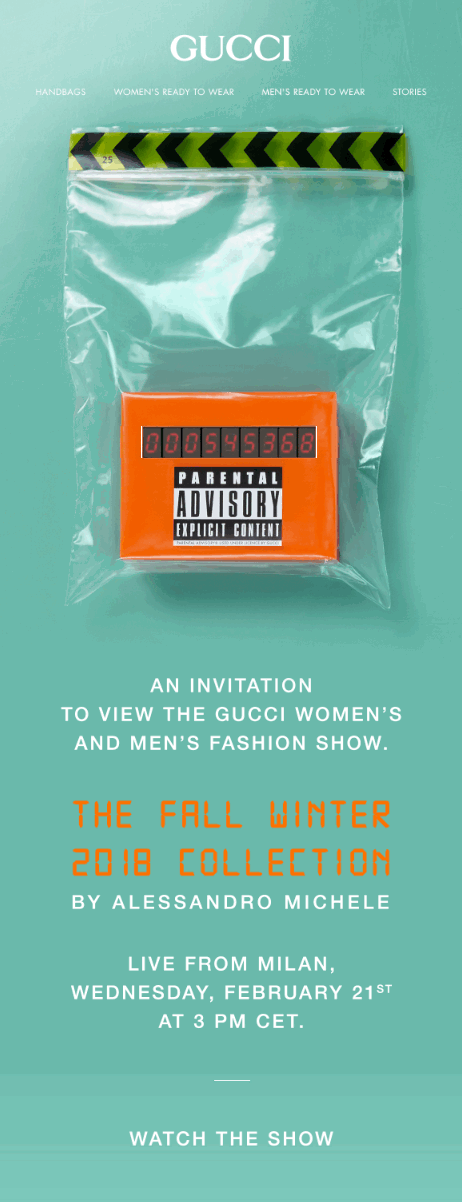 GUCCI
HANDBAGS WOMEN'S READY TO WEAR MEN'S READY TO WEAR STORIES
25
000545368
PARENTAL
ADVISORY
EXPLICIT CONTENT
AN INVITATION
TO VIEW THE GUCCI WOMEN'S
AND MEN'S FASHION SHOW.
THE FALL WINTER
2018 COLLECTION
BY ALESSANDRO MICHELE
LIVE FROM MILAN,
WEDNESDAY, FEBRUARY 21ST
AT 3 PM CET.
WATCH THE SHOW